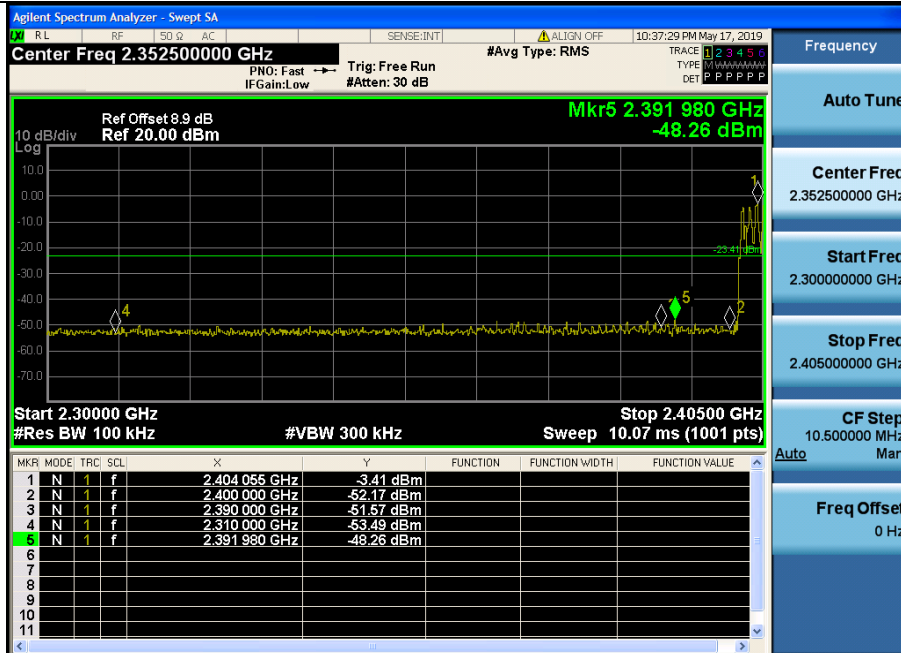 Agilent Spectrum Analyzer - Swept SA
LXI RL RF 50 Ω AC SENSE:INT ALIGN OFF 10:37:29 PM May 17, 2019
Center Freq 2.352500000 GHz #Avg Type: RMS TRACE 1 2 3 4 5 6
PNO: Fast Trig: Free Run TYPE M W W W W W
IFGain:Low #Atten: 30 dB DET P P P P P P
Frequency
Mkr5 2.391 980 GHz
-48.26 dBm
Ref Offset 8.9 dB
10 dB/div Ref 20.00 dBm
Log
10.0
0.00
-10.0
-20.0
-30.0
-40.0
-50.0
-60.0
-70.0
1
-23.41 dBm
4
5
2
Start 2.30000 GHz Stop 2.40500 GHz
#Res BW 100 kHz #VBW 300 kHz Sweep 10.07 ms (1001 pts)
MKR MODE TRC SCL X Y FUNCTION FUNCTION WIDTH FUNCTION VALUE
1 N 1 f 2.404 055 GHz -3.41 dBm
2 N 1 f 2.400 000 GHz -52.17 dBm
3 N 1 f 2.390 000 GHz -51.57 dBm
4 N 1 f 2.310 000 GHz -53.49 dBm
5 N 1 f 2.391 980 GHz -48.26 dBm
6
7
8
9
10
11
Auto Tune
Center Freq
2.352500000 GHz
Start Freq
2.300000000 GHz
Stop Freq
2.405000000 GHz
CF Step
10.500000 MHz
Auto Man
Freq Offset
0 Hz